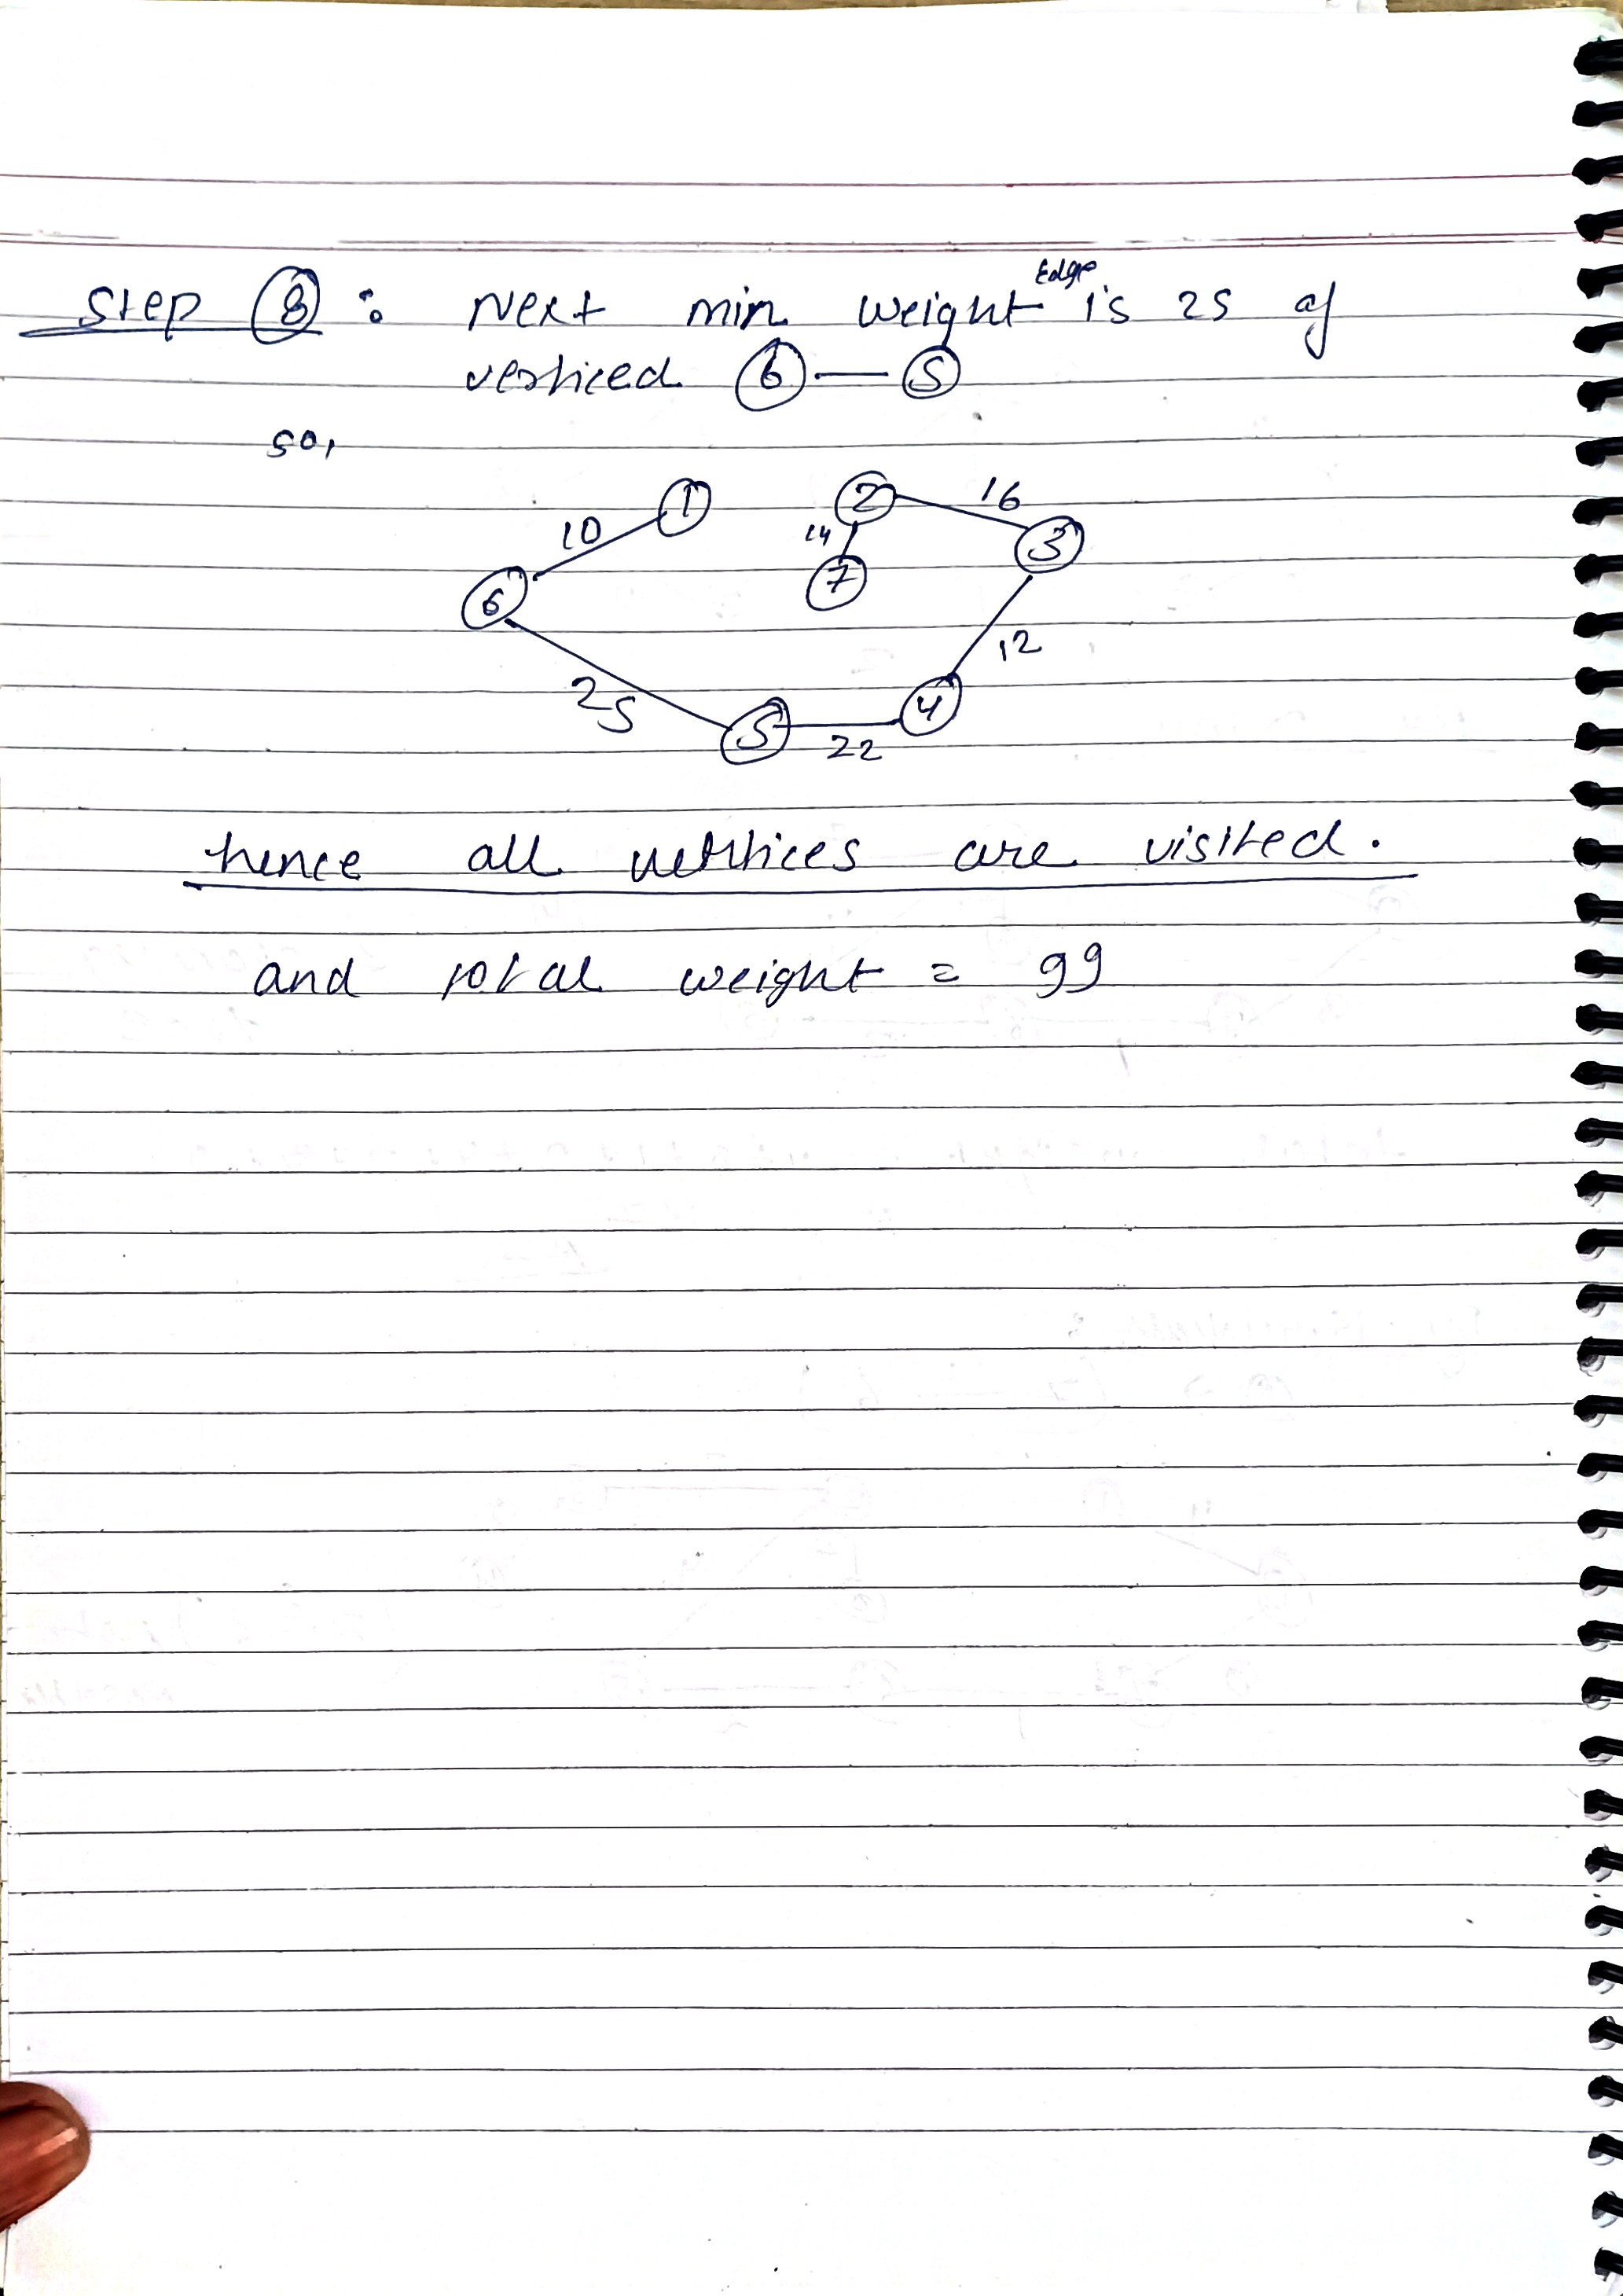 Step 8 : Next min weight Edge is 25 of
verticed 6 — 5
so,
1 2 16
10 14 3
6 7
12
25 4
5 22
hence all vertices are visited.
and total weight = 99